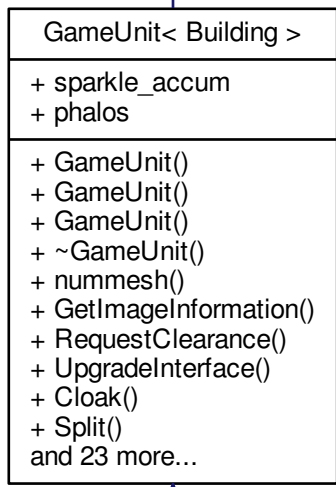 GameUnit< Building >
+ sparkle_accum
+ phalos
+ GameUnit()
+ GameUnit()
+ GameUnit()
+ ~GameUnit()
+ nummesh()
+ GetImageInformation()
+ RequestClearance()
+ UpgradeInterface()
+ Cloak()
+ Split()
and 23 more...